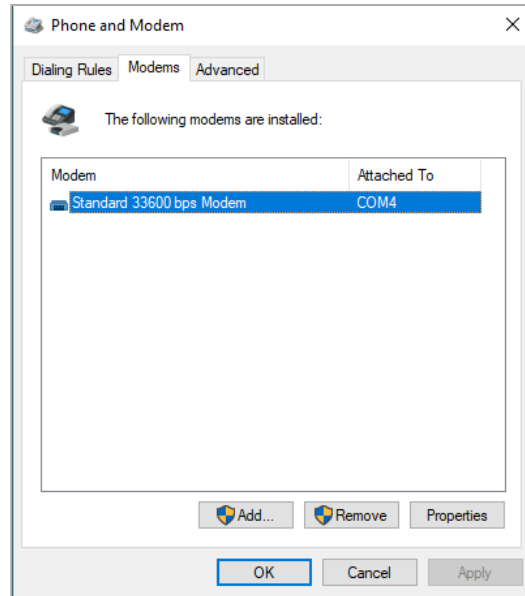 Phone and Modem
Dialing Rules Modems Advanced
The following modems are installed:
Modem Attached To
Standard 33600 bps Modem COM4
Add... Remove Properties
OK Cancel Apply